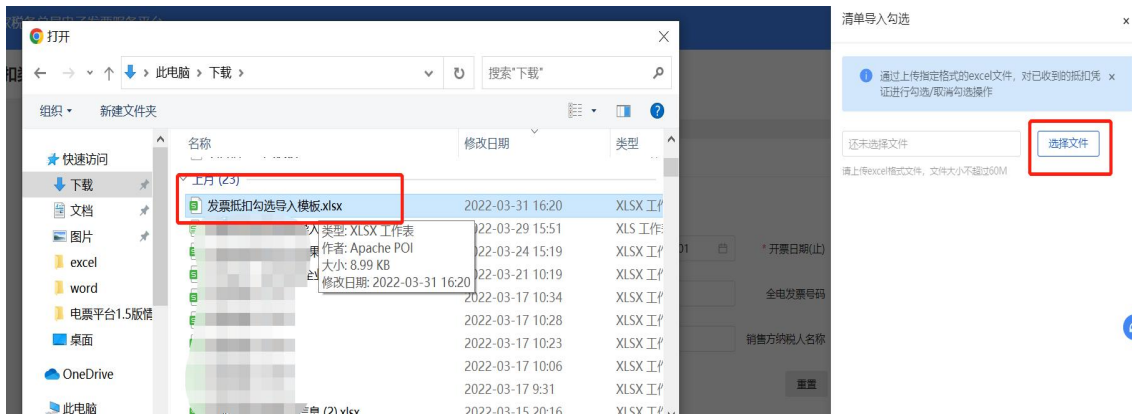 打开
此电脑 › 下载 ›
搜索"下载"
组织
新建文件夹
名称
修改日期
类型
快速访问
下载
文档
图片
excel
word
电票平台1.5版情
桌面
OneDrive
此电脑
上月 (23)
发票抵扣勾选导入模板.xlsx
2022-03-31 16:20
XLSX 工作
类型: XLSX 工作表
作者: Apache POI
大小: 8.99 KB
修改日期: 2022-03-31 16:20
2022-03-29 15:51
XLS 工作
2022-03-24 15:19
XLSX 工作
2022-03-21 10:19
XLSX 工作
2022-03-17 10:34
XLSX 工作
2022-03-17 10:28
XLSX 工作
2022-03-17 10:23
XLSX 工作
2022-03-17 10:06
XLSX 工作
2022-03-17 9:31
XLSX 工作
(2).xlsx
2022-03-15 20:16
XLSX 工作
01
* 开票日期(止)
全电发票号码
销售方纳税人名称
重置
清单导入勾选
通过上传指定格式的excel文件，对已收到的抵扣凭
证进行勾选/取消勾选操作
还未选择文件
选择文件
请上传excel格式文件，文件大小不超过60M